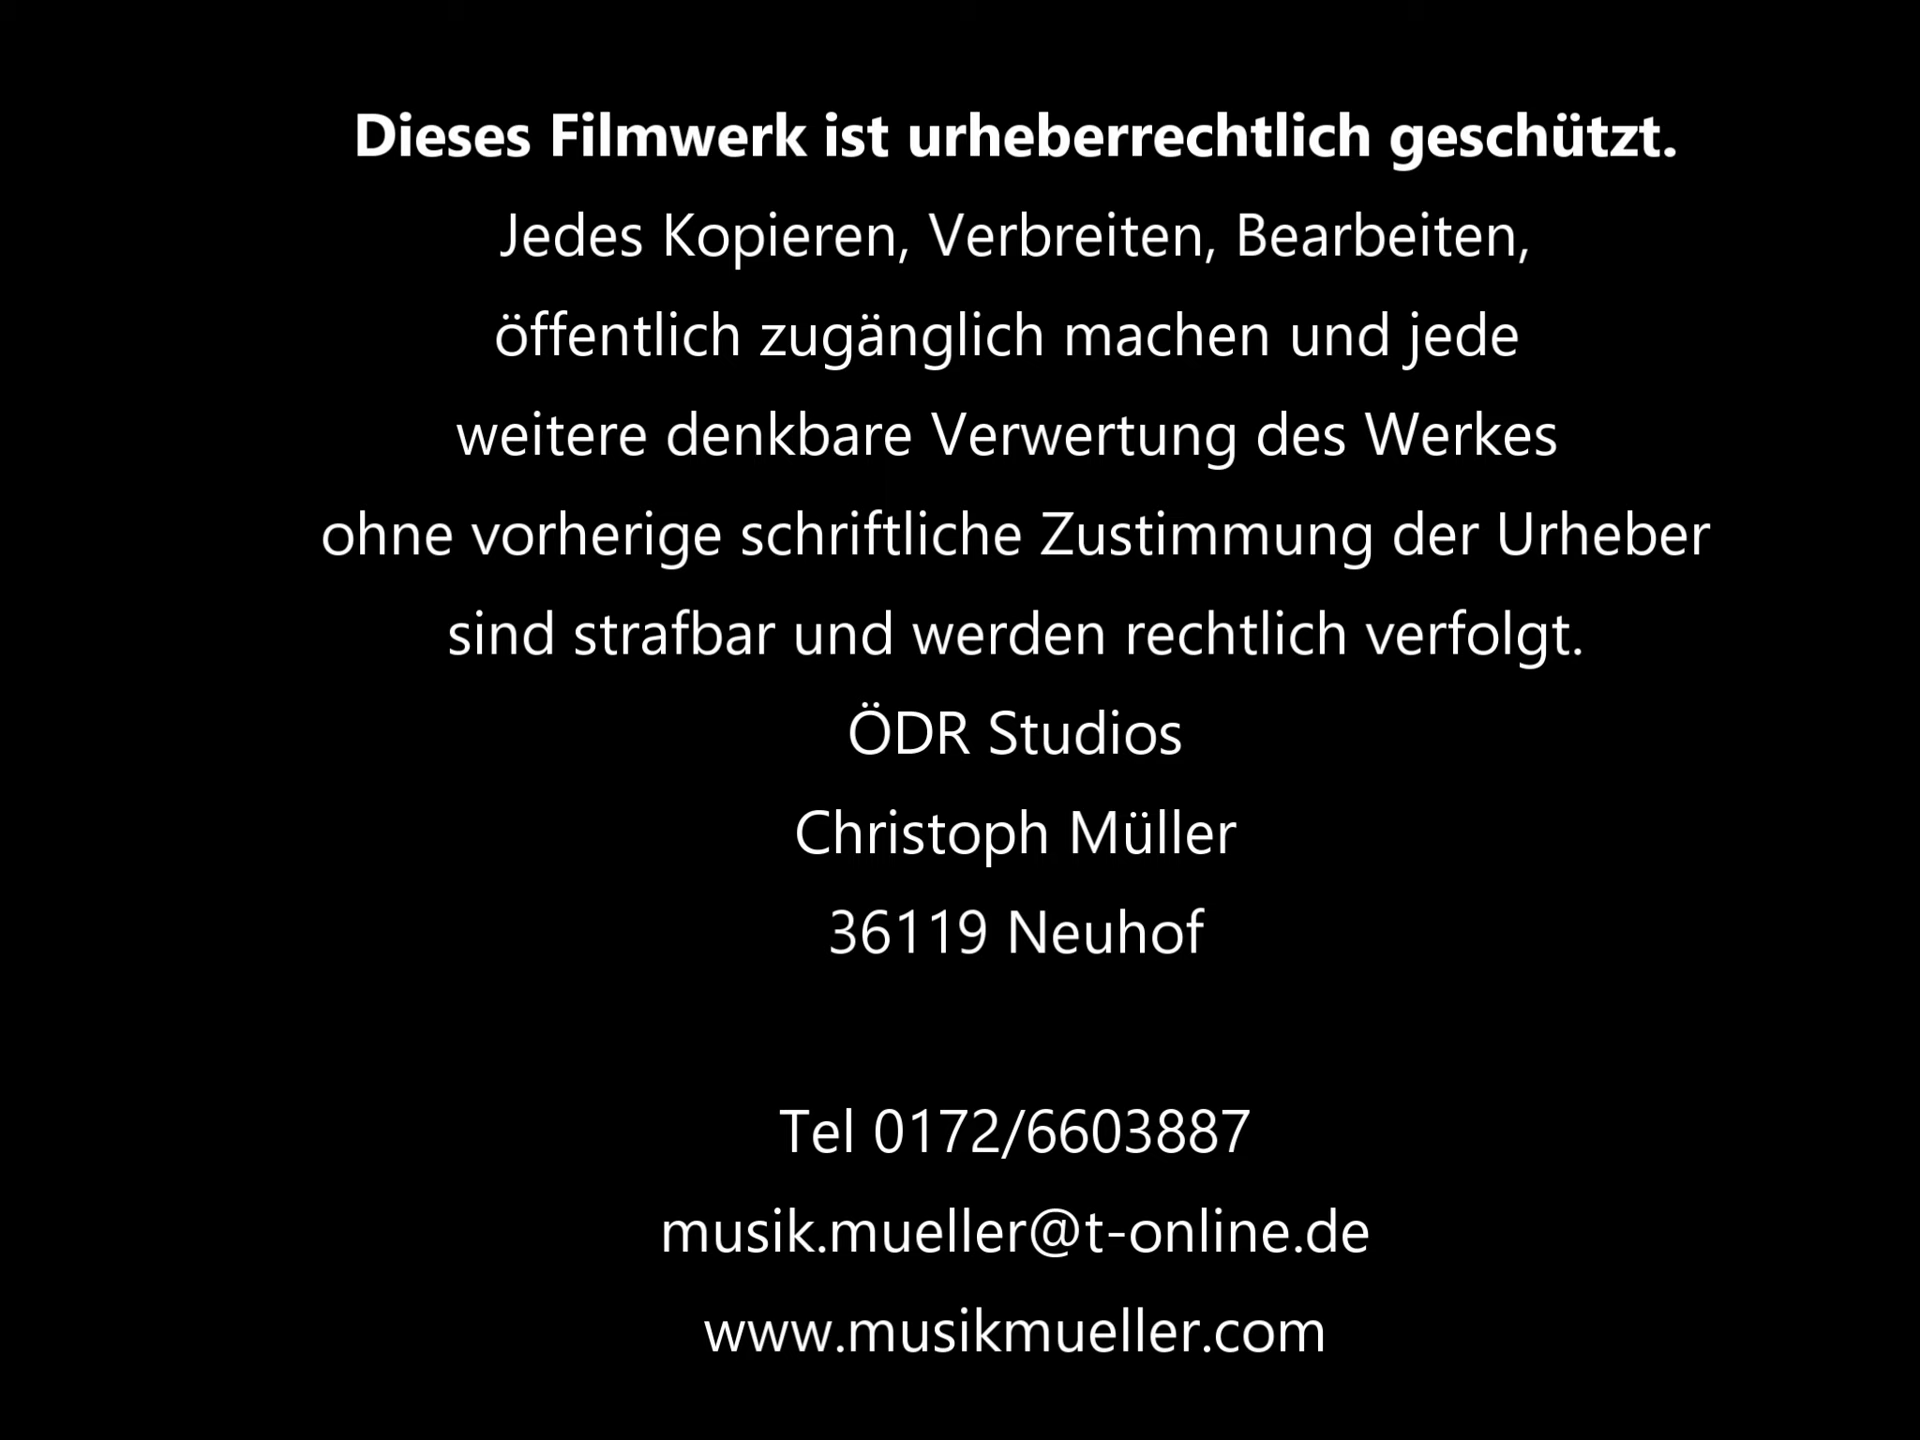 Dieses Filmwerk ist urheberrechtlich geschützt.
Jedes Kopieren, Verbreiten, Bearbeiten,
öffentlich zugänglich machen und jede
weitere denkbare Verwertung des Werkes
ohne vorherige schriftliche Zustimmung der Urheber
sind strafbar und werden rechtlich verfolgt.
ÖDR Studios
Christoph Müller
36119 Neuhof
Tel 0172/6603887
musik.mueller@t-online.de
www.musikmueller.com